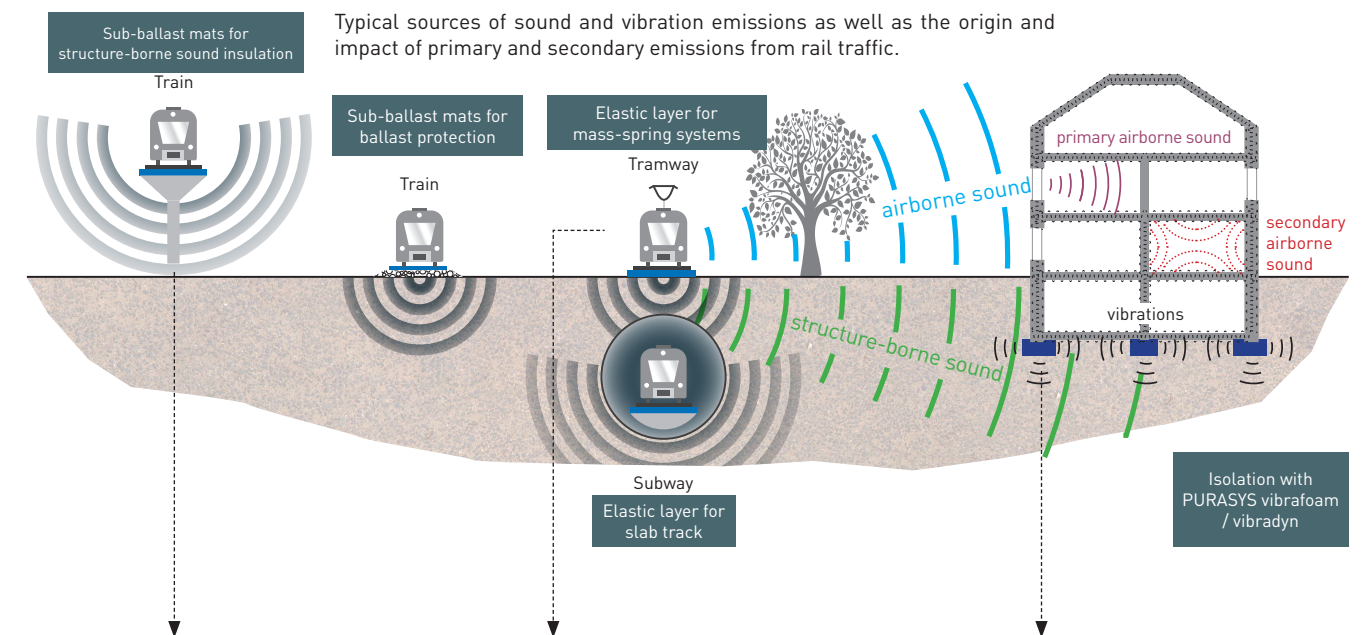 Typical sources of sound and vibration emissions as well as the origin and
impact of primary and secondary emissions from rail traffic.
Sub-ballast mats for
structure-borne sound insulation
Train
Sub-ballast mats for
ballast protection
Train
Elastic layer for
mass-spring systems
Tramway
airborne sound
primary airborne sound
secondary
airborne
sound
structure-borne sound
vibrations
Subway
Elastic layer for
slab track
Isolation with
PURASYS vibrafoam
/ vibradyn